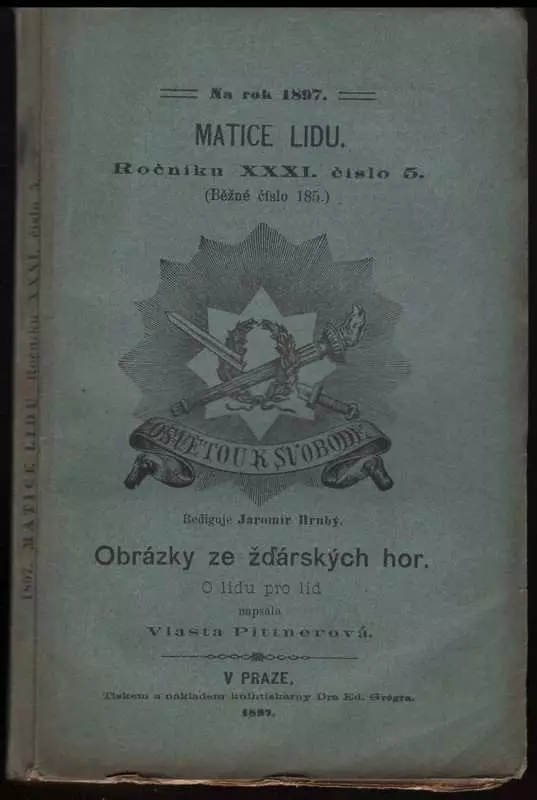 Na rok 1897.
MATICE LIDU.
Ročníku XXXI. číslo 5.
(Běžné číslo 185.)
OSVĚTOU K SVOBODĚ
Rediguje Jaromír Hrubý.
Obrázky ze žďárských hor.
O lidu pro lid
napsala
Vlasta Pittnerová.
V PRAZE.
Tiskem a nákladem knihtiskárny Dra Ed. Grégra.
1897.
1897. MATICE LIDU. Ročníku XXXI. číslo 5.